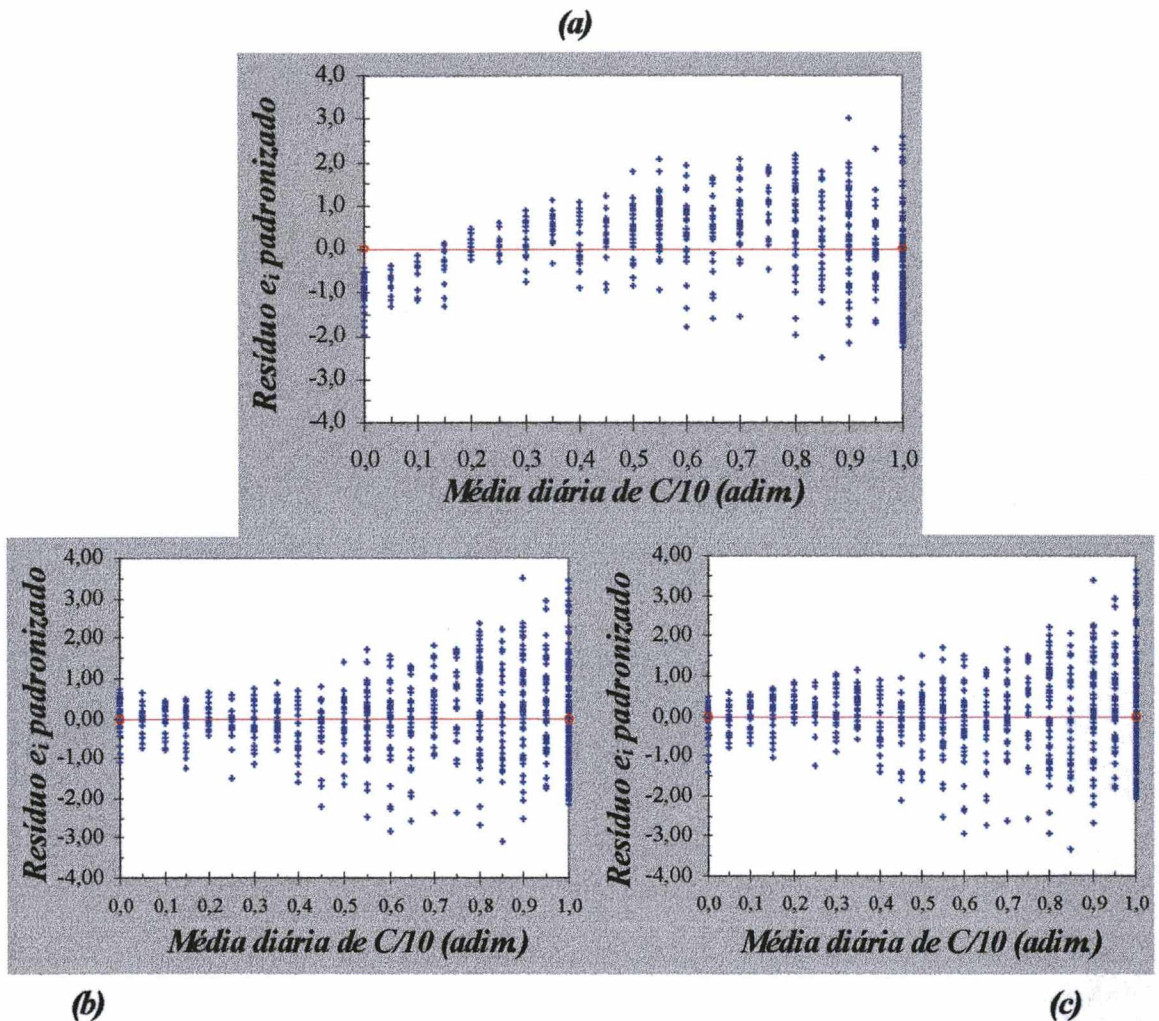 (a)
Resíduo eᵢ padronizado
4,0
3,0
2,0
1,0
0,0
-1,0
-2,0
-3,0
-4,0
0,0 0,1 0,2 0,3 0,4 0,5 0,6 0,7 0,8 0,9 1,0
Média diária de C/10 (adim.)
Resíduo eᵢ padronizado
4,00
3,00
2,00
1,00
0,00
-1,00
-2,00
-3,00
-4,00
0,0 0,1 0,2 0,3 0,4 0,5 0,6 0,7 0,8 0,9 1,0
Média diária de C/10 (adim.)
(b)
Resíduo eᵢ padronizado
4,00
3,00
2,00
1,00
0,00
-1,00
-2,00
-3,00
-4,00
0,0 0,1 0,2 0,3 0,4 0,5 0,6 0,7 0,8 0,9 1,0
Média diária de C/10 (adim.)
(c)